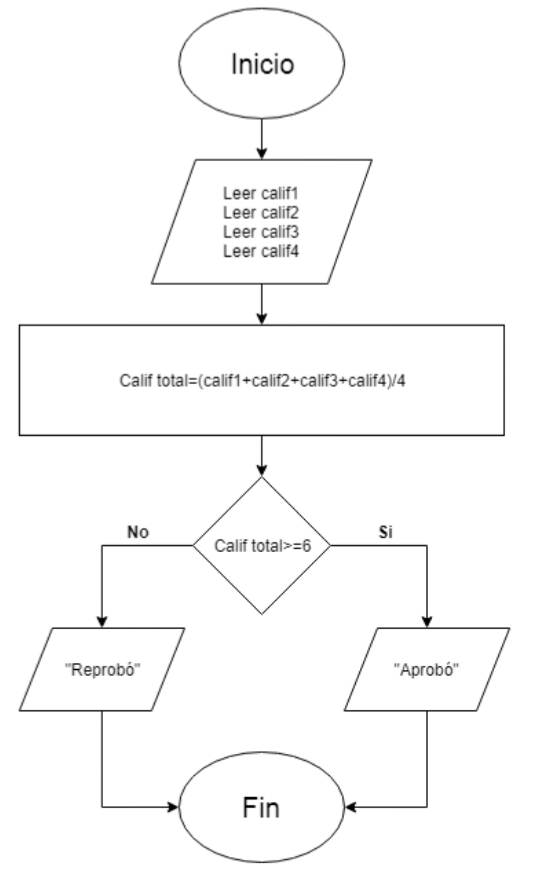 Inicio
Leer calif1
Leer calif2
Leer calif3
Leer calif4
Calif total=(calif1+calif2+calif3+calif4)/4
No
Si
Calif total>=6
"Reprobó"
"Aprobó"
Fin